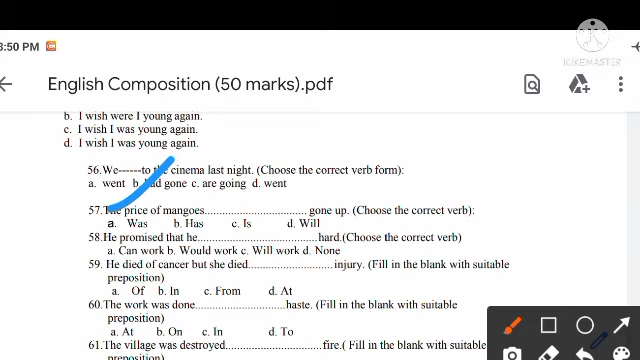 3:50 PM
KINEMASTER
English Composition (50 marks).pdf
b. I wish were I young again.
c. I wish I was young again.
d. I wish I was young again.
56.We------to the cinema last night. (Choose the correct verb form):
a. went b. had gone c. are going d. went
57.The price of mangoes............................... gone up. (Choose the correct verb):
a. Was b. Has c. Is d. Will
58.He promised that he........................... hard.(Choose the correct verb)
a. Can work b. Would work c. Will work d. None
59. He died of cancer but she died......................injury. (Fill in the blank with suitable
preposition)
a. Of b. In c. From d. At
60.The work was done........................haste. (Fill in the blank with suitable
preposition)
a. At b. On c. In d. To
61.The village was destroyed.........................fire.( Fill in the blank with suitable
preposition)